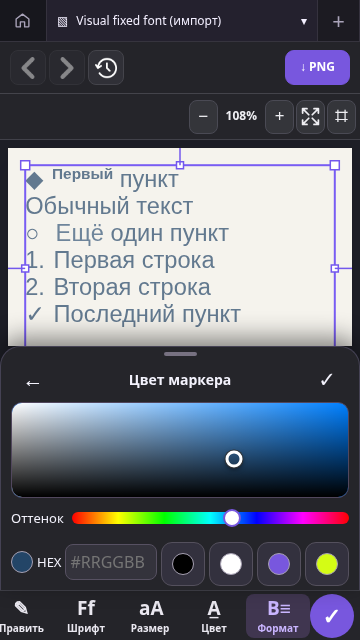 Visual fixed font (импорт)
↓ PNG
108%
◆ Первый пункт
Обычный текст
○ Ещё один пункт
1. Первая строка
2. Вторая строка
✓ Последний пункт
Цвет маркера
Оттенок
HEX #RRGGBB
Править Шрифт Размер Цвет Формат